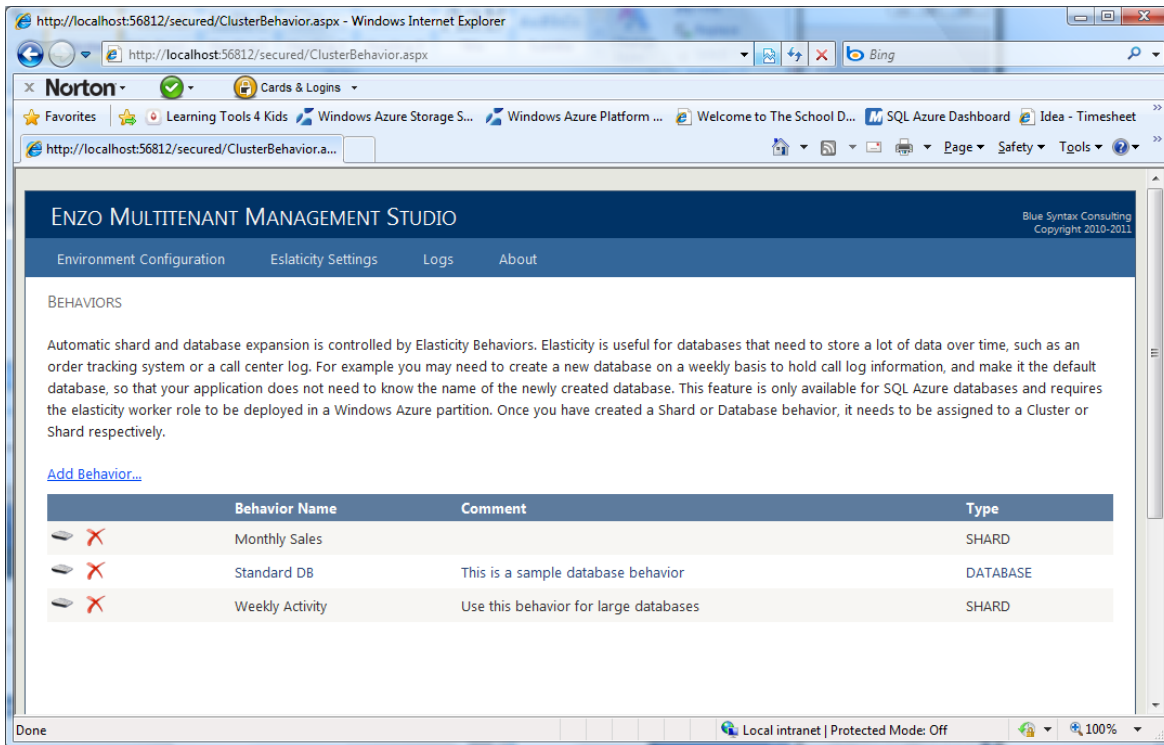 http://localhost:56812/secured/ClusterBehavior.aspx - Windows Internet Explorer
http://localhost:56812/secured/ClusterBehavior.aspx
Bing
x Norton
Cards & Logins
Favorites Learning Tools 4 Kids Windows Azure Storage S... Windows Azure Platform ... Welcome to The School D... SQL Azure Dashboard Idea - Timesheet
http://localhost:56812/secured/ClusterBehavior.a...
Page Safety Tools
ENZO MULTITENANT MANAGEMENT STUDIO
Blue Syntax Consulting
Copyright 2010-2011
Environment Configuration Eslaticity Settings Logs About
BEHAVIORS
Automatic shard and database expansion is controlled by Elasticity Behaviors. Elasticity is useful for databases that need to store a lot of data over time, such as an
order tracking system or a call center log. For example you may need to create a new database on a weekly basis to hold call log information, and make it the default
database, so that your application does not need to know the name of the newly created database. This feature is only available for SQL Azure databases and requires
the elasticity worker role to be deployed in a Windows Azure partition. Once you have created a Shard or Database behavior, it needs to be assigned to a Cluster or
Shard respectively.
Add Behavior...
Behavior Name Comment Type
Monthly Sales SHARD
Standard DB This is a sample database behavior DATABASE
Weekly Activity Use this behavior for large databases SHARD
Done
Local intranet | Protected Mode: Off
100%